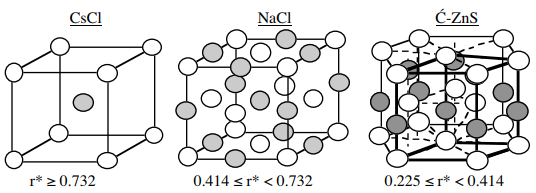 CsCl NaCl Ć-ZnS
r* ≥ 0.732 0.414 ≤ r* < 0.732 0.225 ≤ r* < 0.414